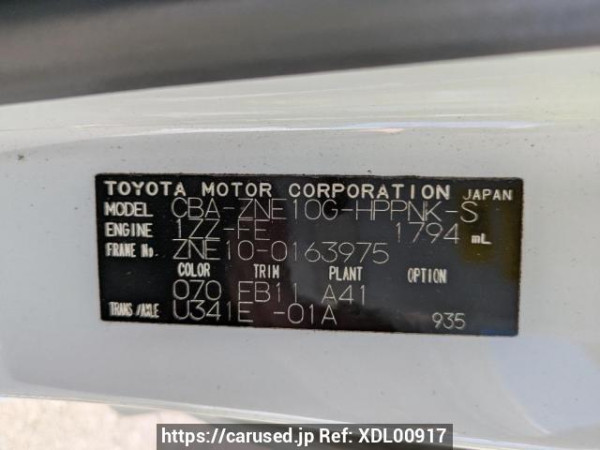 TOYOTA MOTOR CORPORATION JAPAN
MODEL CBA-ZNE10G-HPPNK-S
ENGINE 1ZZ-FE 1794 mL
FRAME No. ZNE10-0163975
COLOR TRIM PLANT OPTION
070 FB11 A41
TRANS/AXLE U341E -01A 935
https://carused.jp Ref: XDL00917